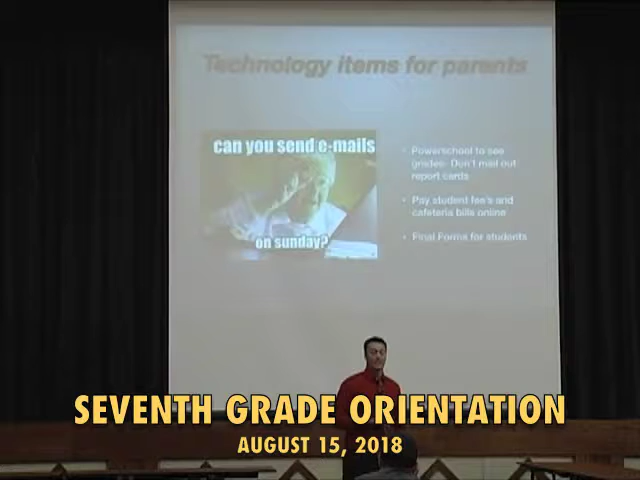 Technology items for parents
can you send e-mails
on sunday?
• Powerschool to see
grades. Don't mail out
report cards
• Pay student fee's and
cafeteria bills online
• Final Forms for students
SEVENTH GRADE ORIENTATION
AUGUST 15, 2018